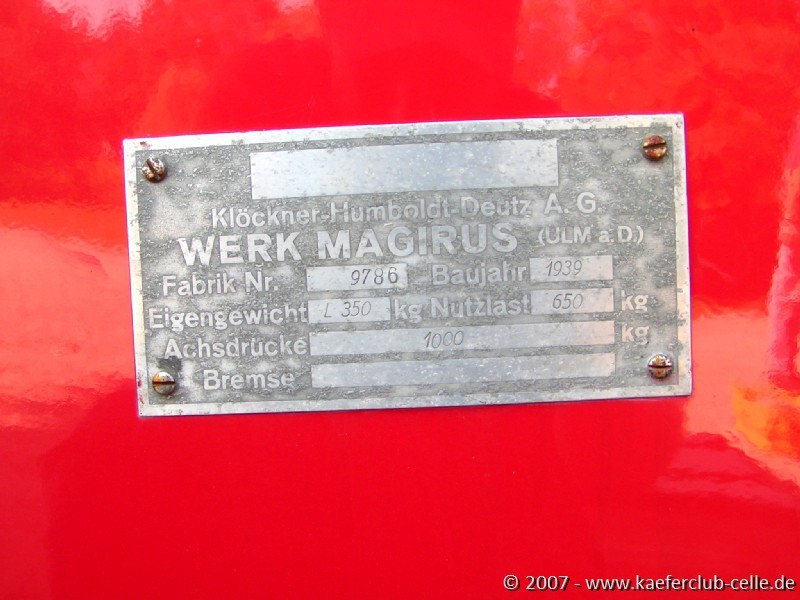 Klöckner-Humboldt-Deutz A. G.
WERK MAGIRUS (ULM a. D.)
Fabrik Nr. 9786 Baujahr 1939
Eigengewicht L 350 kg Nutzlast 650 kg
Achsdrücke 1000 kg
Bremse
© 2007 - www.kaeferclub-celle.de